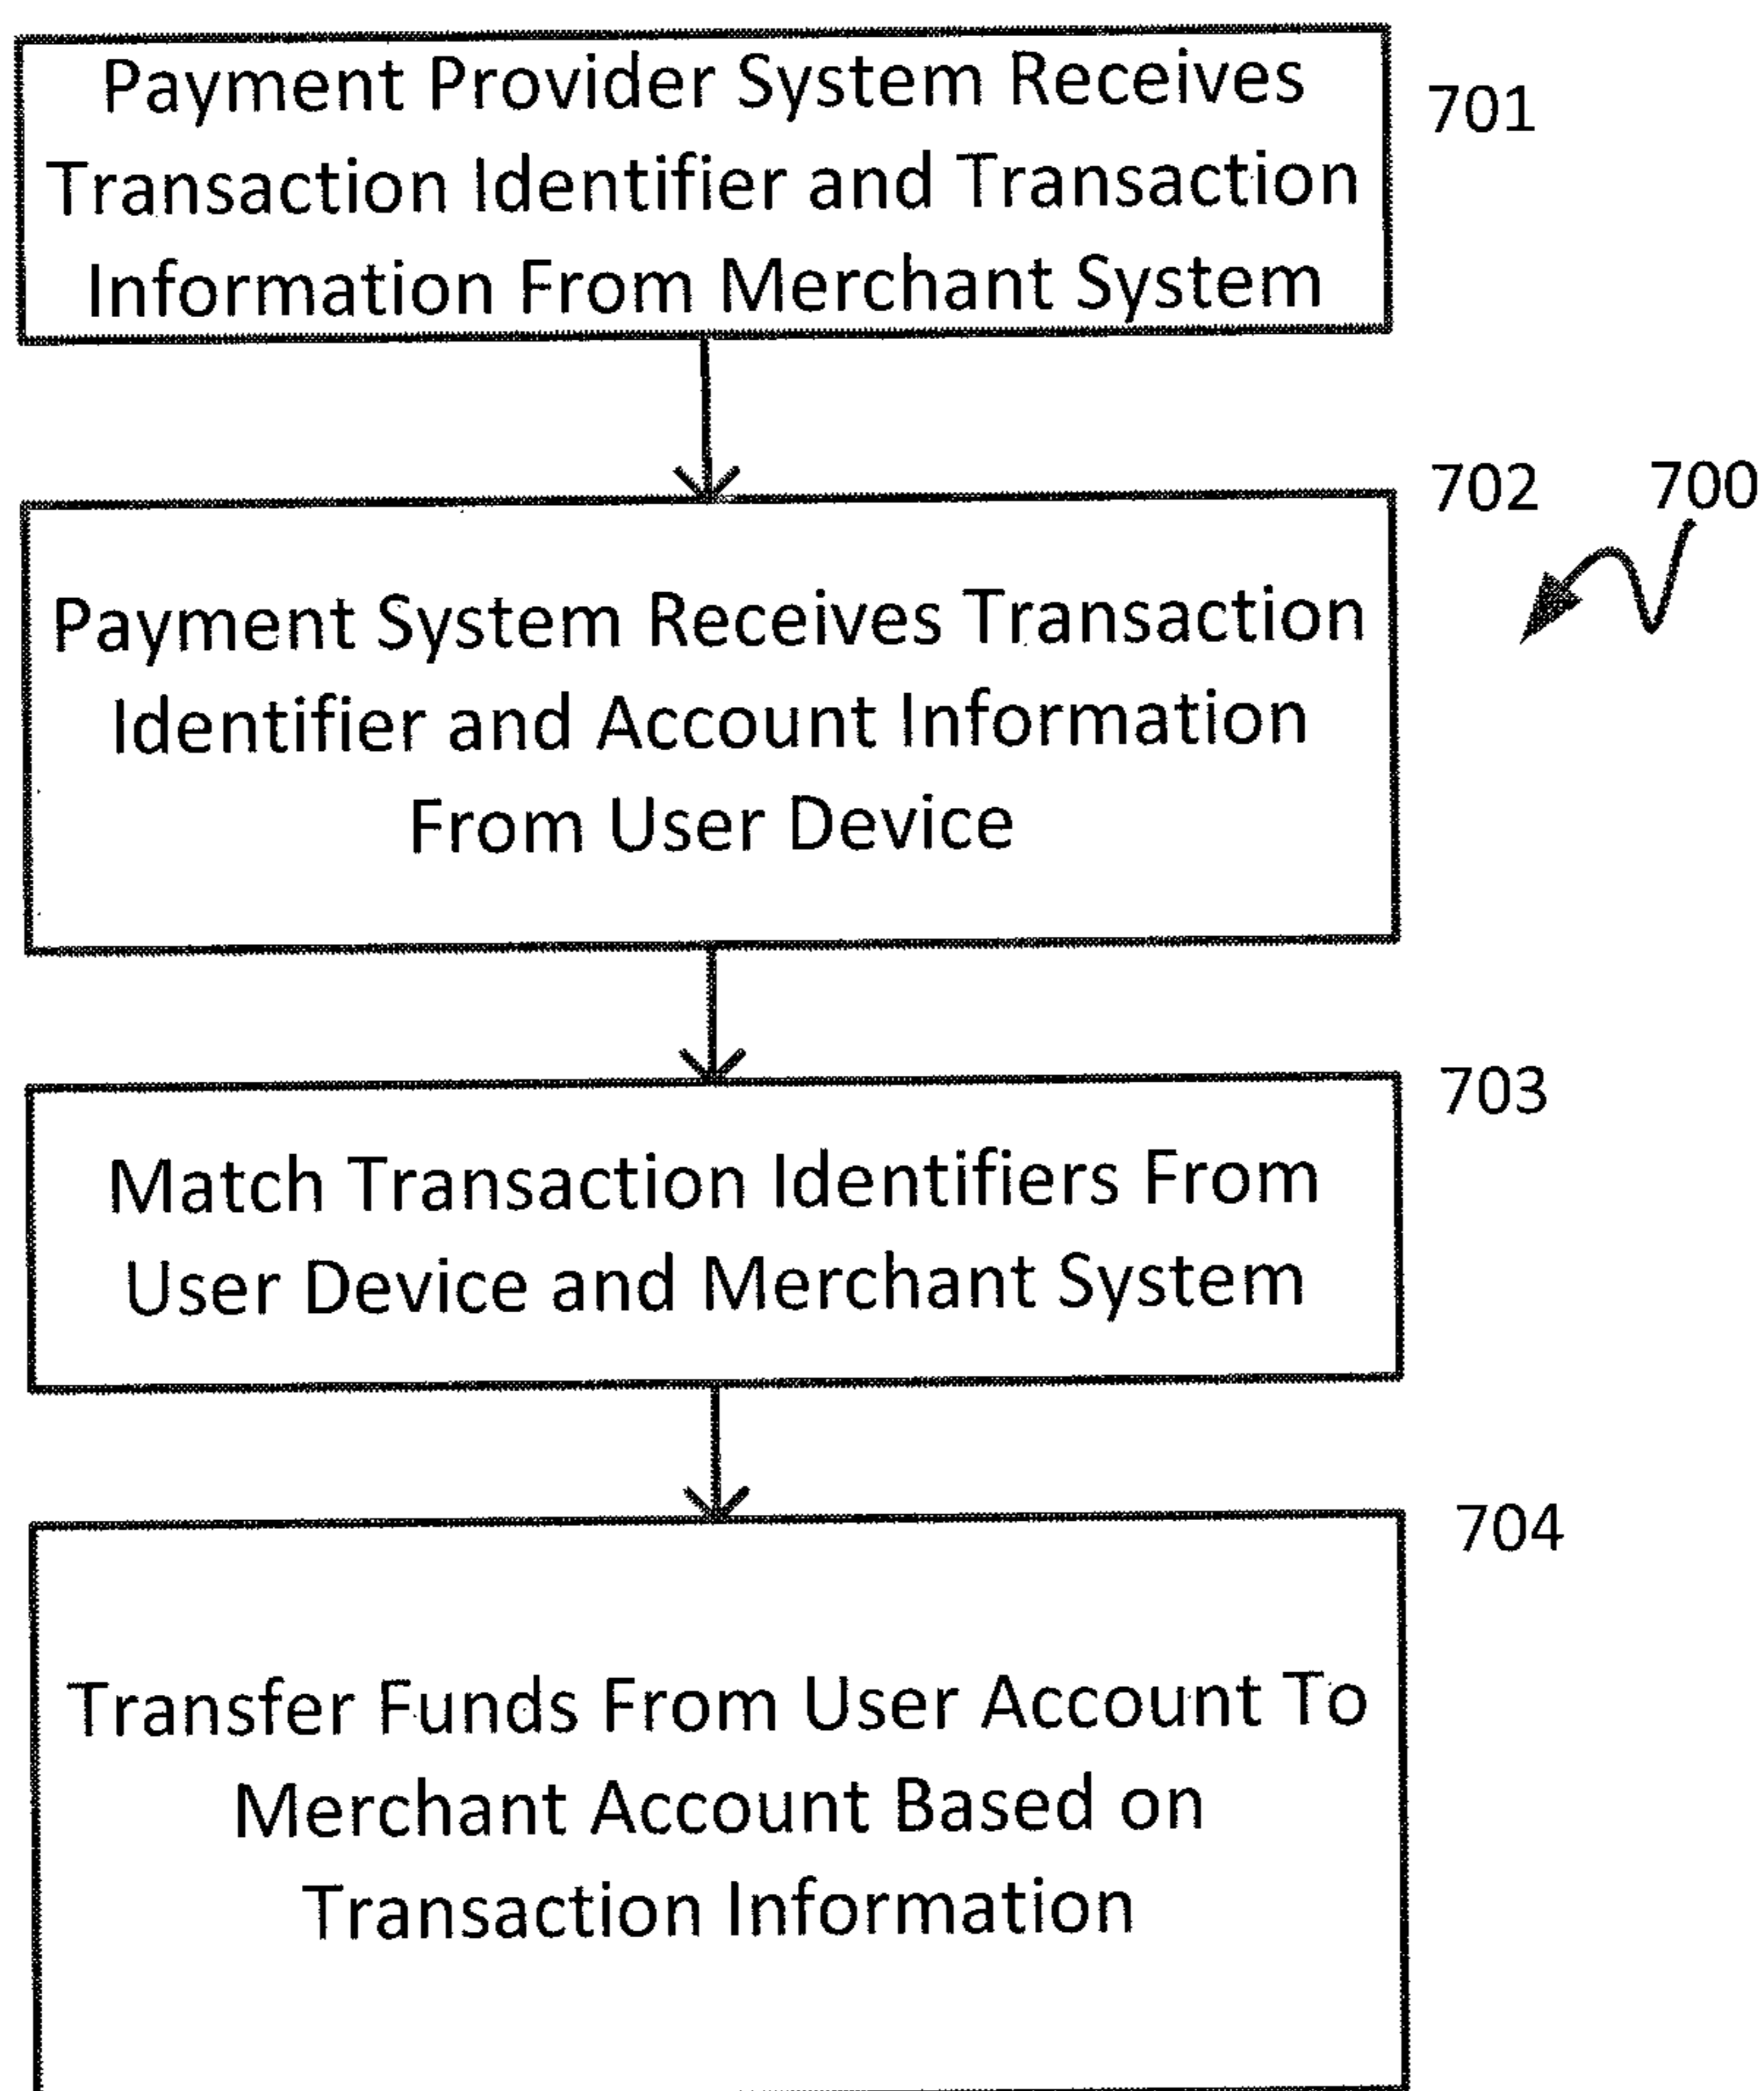 Payment Provider System Receives
Transaction Identifier and Transaction
Information From Merchant System
701
702
700
Payment System Receives Transaction
Identifier and Account Information
From User Device
703
Match Transaction Identifiers From
User Device and Merchant System
704
Transfer Funds From User Account To
Merchant Account Based on
Transaction Information